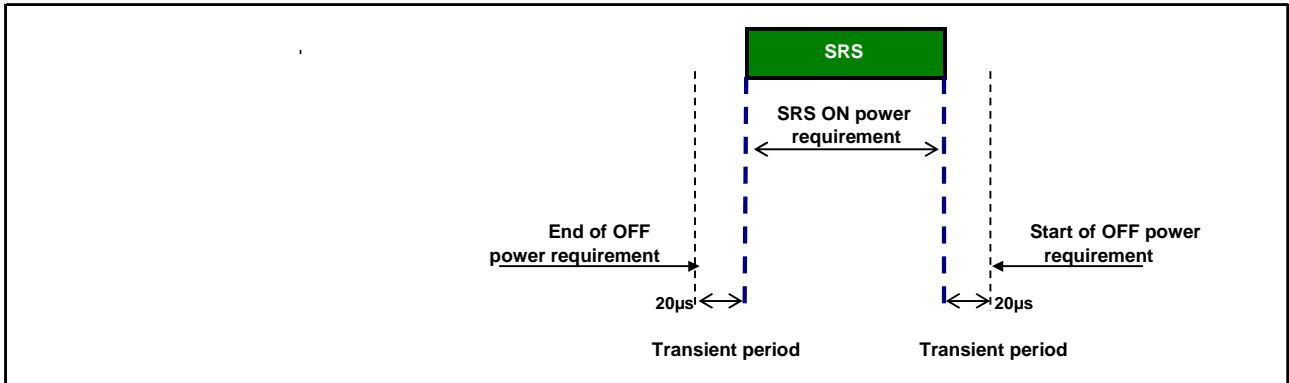 SRS
SRS ON power
requirement
End of OFF
power requirement
Start of OFF power
requirement
20µs
20µs
Transient period
Transient period